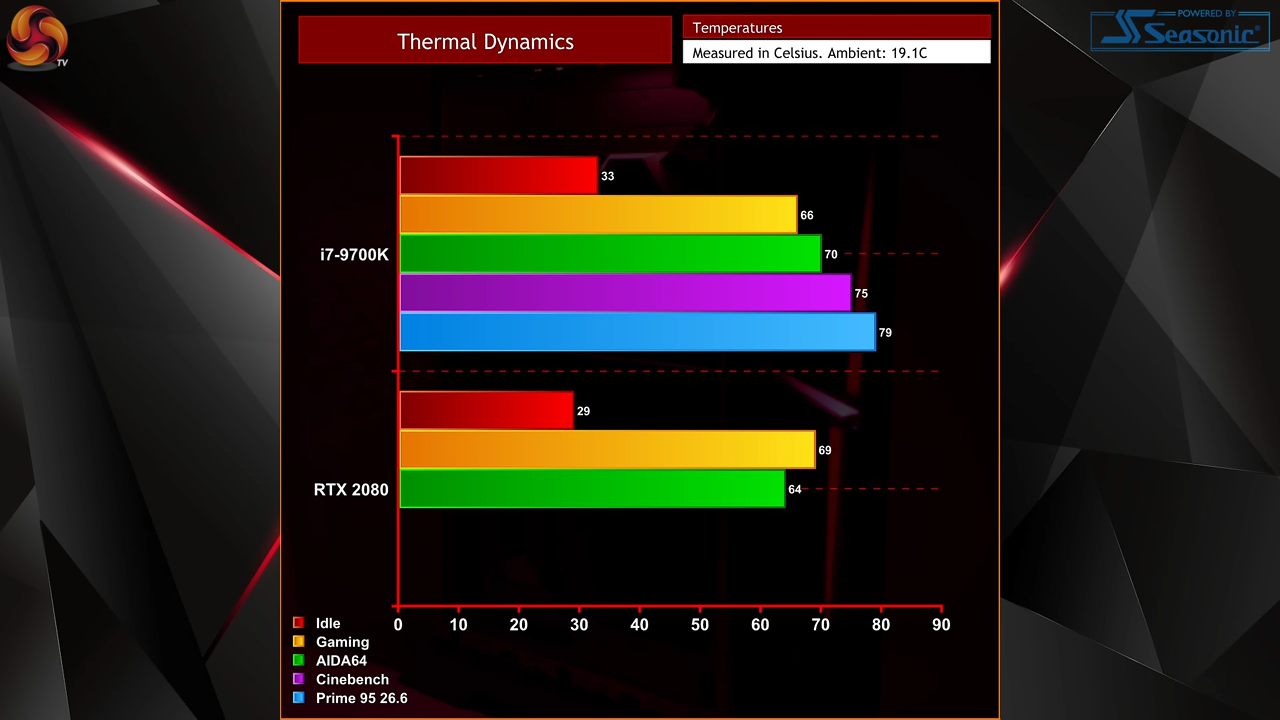 TV
Thermal Dynamics
Temperatures
Measured in Celsius. Ambient: 19.1C
POWERED BY
Seasonic®
33
66
i7-9700K
70
75
79
29
69
RTX 2080
64
0 10 20 30 40 50 60 70 80 90
Idle
Gaming
AIDA64
Cinebench
Prime 95 26.6